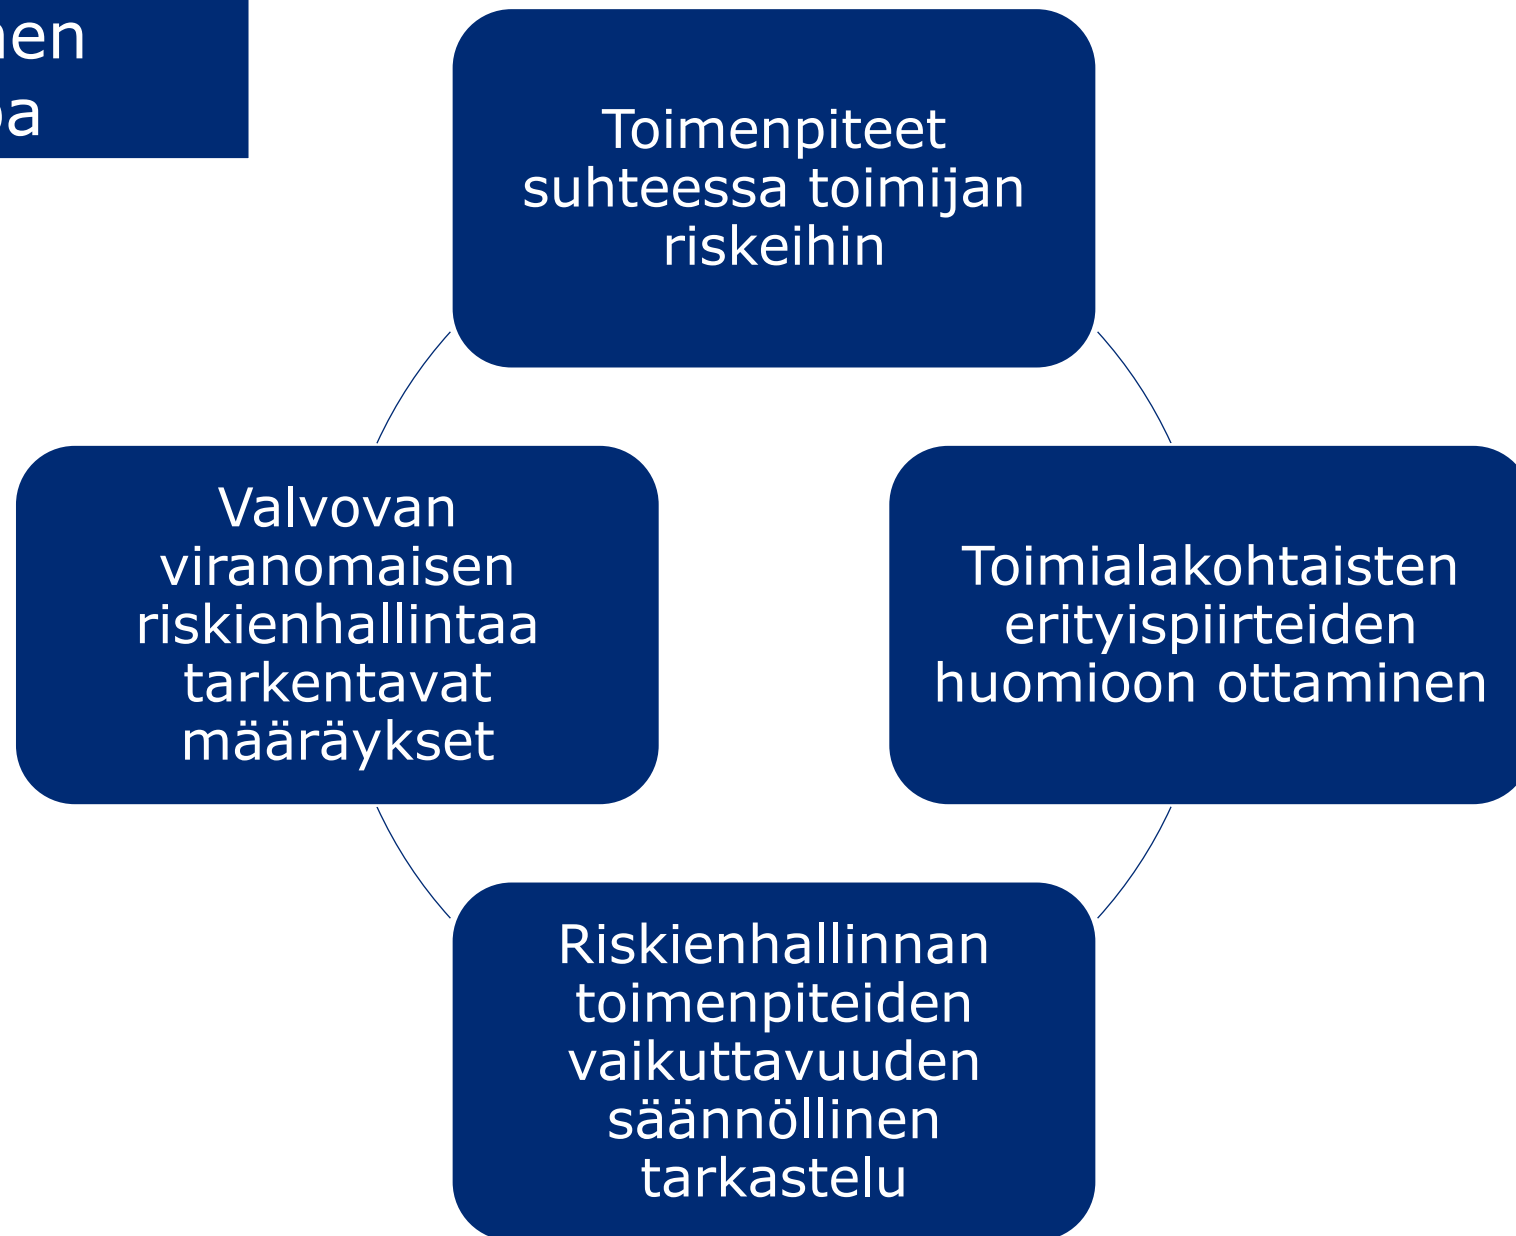 Toimenpiteet
suhteessa toimijan
riskeihin
Valvovan
viranomaisen
riskienhallintaa
tarkentavat
määräykset
Toimialakohtaisten
erityispiirteiden
huomioon ottaminen
Riskienhallinnan
toimenpiteiden
vaikuttavuuden
säännöllinen
tarkastelu